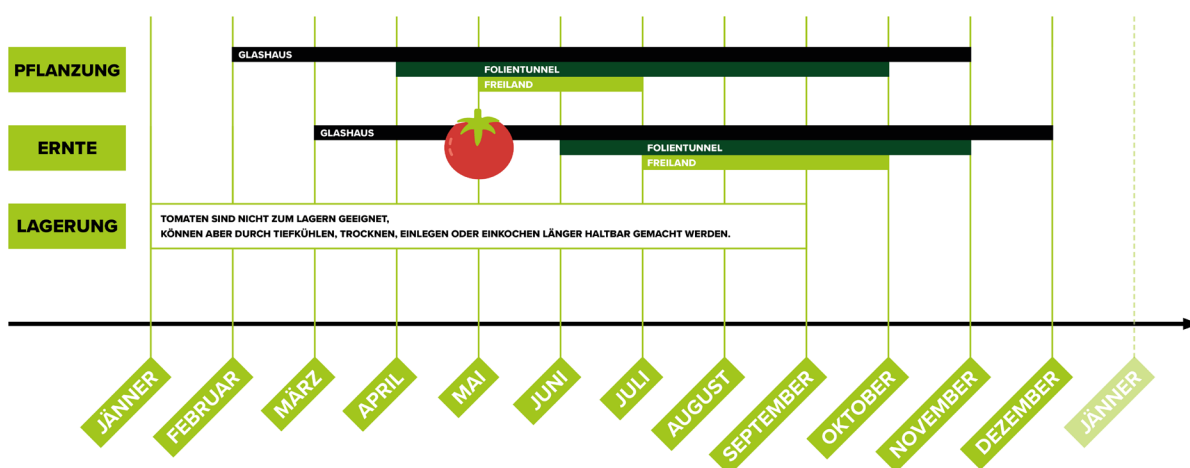 PFLANZUNG
GLASHAUS
FOLIENTUNNEL
FREILAND
ERNTE
GLASHAUS
FOLIENTUNNEL
FREILAND
LAGERUNG
TOMATEN SIND NICHT ZUM LAGERN GEEIGNET,
KÖNNEN ABER DURCH TIEFKÜHLEN, TROCKNEN, EINLEGEN ODER EINKOCHEN LÄNGER HALTBAR GEMACHT WERDEN.
JÄNNER
FEBRUAR
MÄRZ
APRIL
MAI
JUNI
JULI
AUGUST
SEPTEMBER
OKTOBER
NOVEMBER
DEZEMBER
JÄNNER